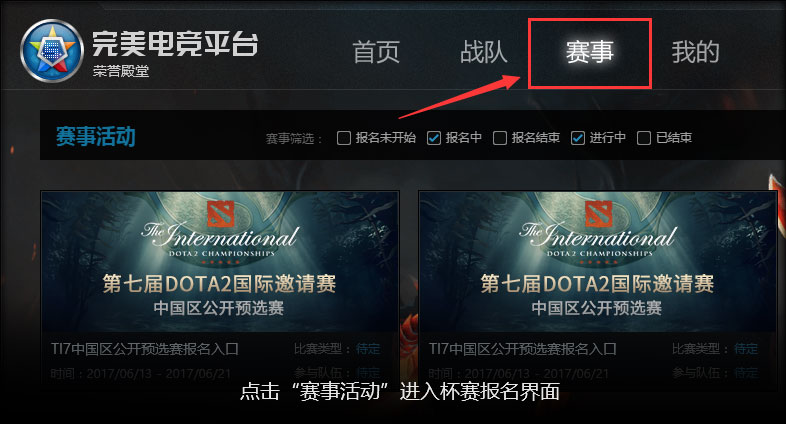 完美电竞平台
荣誉殿堂
首页 战队 赛事 我的
赛事活动
赛事筛选： 报名未开始 报名中 报名结束 进行中 已结束
The International
DOTA2 CHAMPIONSHIPS
第七届DOTA2国际邀请赛
中国区公开预选赛
TI7中国区公开预选赛报名入口 比赛类型：待定
时间：2017/06/13 - 2017/06/21 参与队伍：待定
The International
DOTA2 CHAMPIONSHIPS
第七届DOTA2国际邀请赛
中国区公开预选赛
TI7中国区公开预选赛报名入口 比赛类型：待定
时间：2017/06/13 - 2017/06/21 参与队伍：待定
点击“赛事活动”进入杯赛报名界面